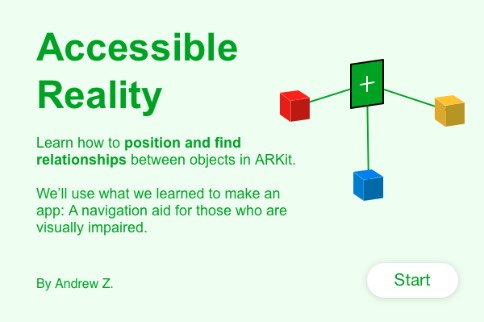 Accessible
Reality
Learn how to position and find
relationships between objects in ARKit.
We’ll use what we learned to make an
app: A navigation aid for those who are
visually impaired.
By Andrew Z.
Start